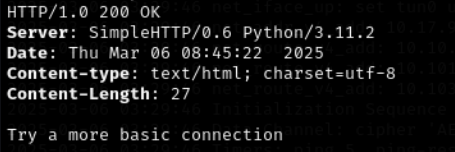 HTTP/1.0 200 OK
Server: SimpleHTTP/0.6 Python/3.11.2
Date: Thu Mar 06 08:45:22  2025
Content-type: text/html; charset=utf-8
Content-Length: 27

Try a more basic connection